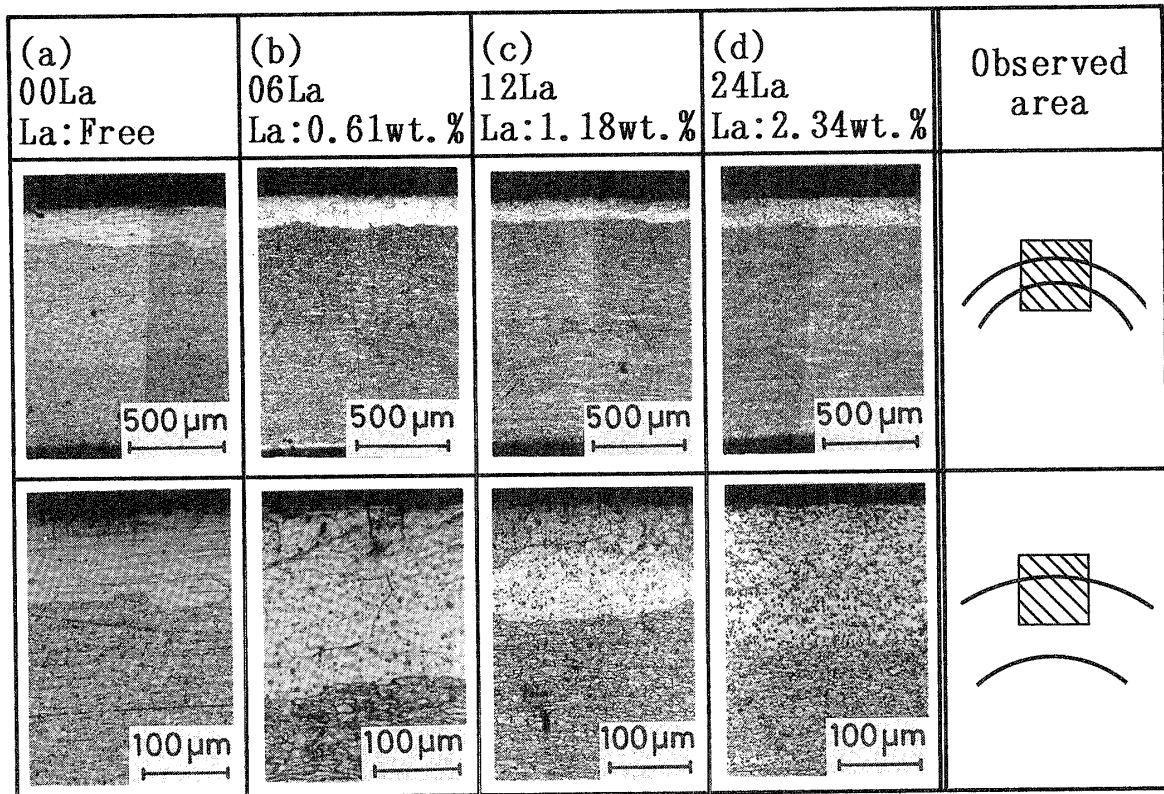 (a)
00La
La:Free
(b)
06La
La:0.61wt.%
(c)
12La
La:1.18wt.%
(d)
24La
La:2.34wt.%
Observed
area
500μm
500μm
500μm
500μm
100μm
100μm
100μm
100μm